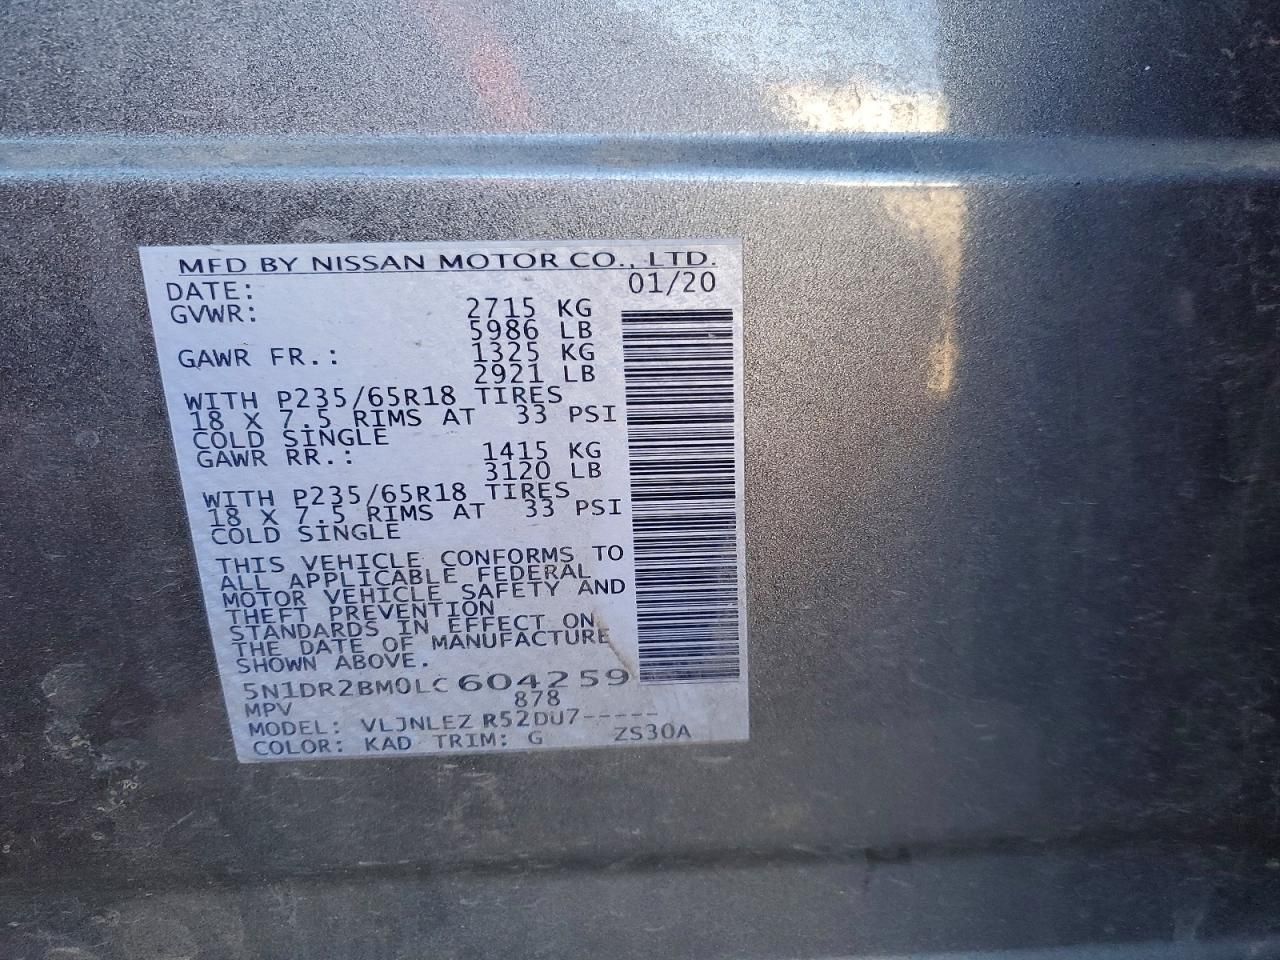 MFD BY NISSAN MOTOR CO., LTD.
DATE: 01/20
GVWR: 2715 KG
5986 LB
GAWR FR.: 1325 KG
2921 LB
WITH P235/65R18 TIRES
18 X 7.5 RIMS AT 33 PSI
COLD SINGLE
GAWR RR.: 1415 KG
3120 LB
WITH P235/65R18 TIRES
18 X 7.5 RIMS AT 33 PSI
COLD SINGLE
THIS VEHICLE CONFORMS TO
ALL APPLICABLE FEDERAL
MOTOR VEHICLE SAFETY AND
THEFT PREVENTION
STANDARDS IN EFFECT ON
THE DATE OF MANUFACTURE
SHOWN ABOVE.
5N1DR2BM0LC604259
MPV 878
MODEL: VLJNLEZ R52DU7-----
COLOR: KAD TRIM: G ZS30A